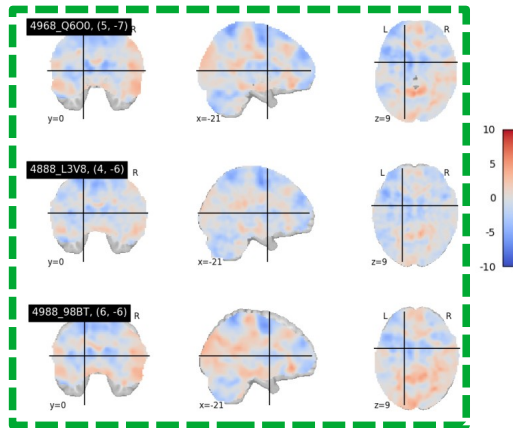 4968_Q6O0, (5, -7)
L R
R
y=0 x=-21 z=9
4888_L3V8, (4, -6)
L R
R
y=0 x=-21 z=9
4988_98BT, (6, -6)
L R
R
y=0 x=-21 z=9
10
5
0
-5
-10